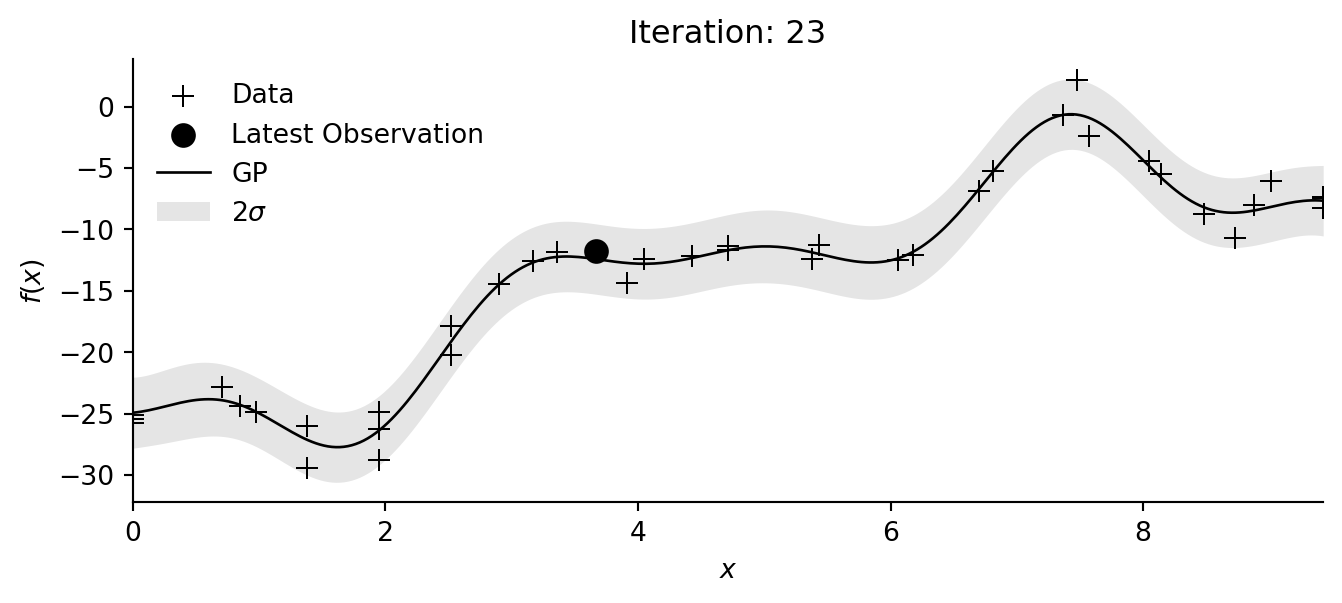 Iteration: 23
Data
Latest Observation
GP
2σ
f(x)
0
−5
−10
−15
−20
−25
−30
0 2 4 6 8
x